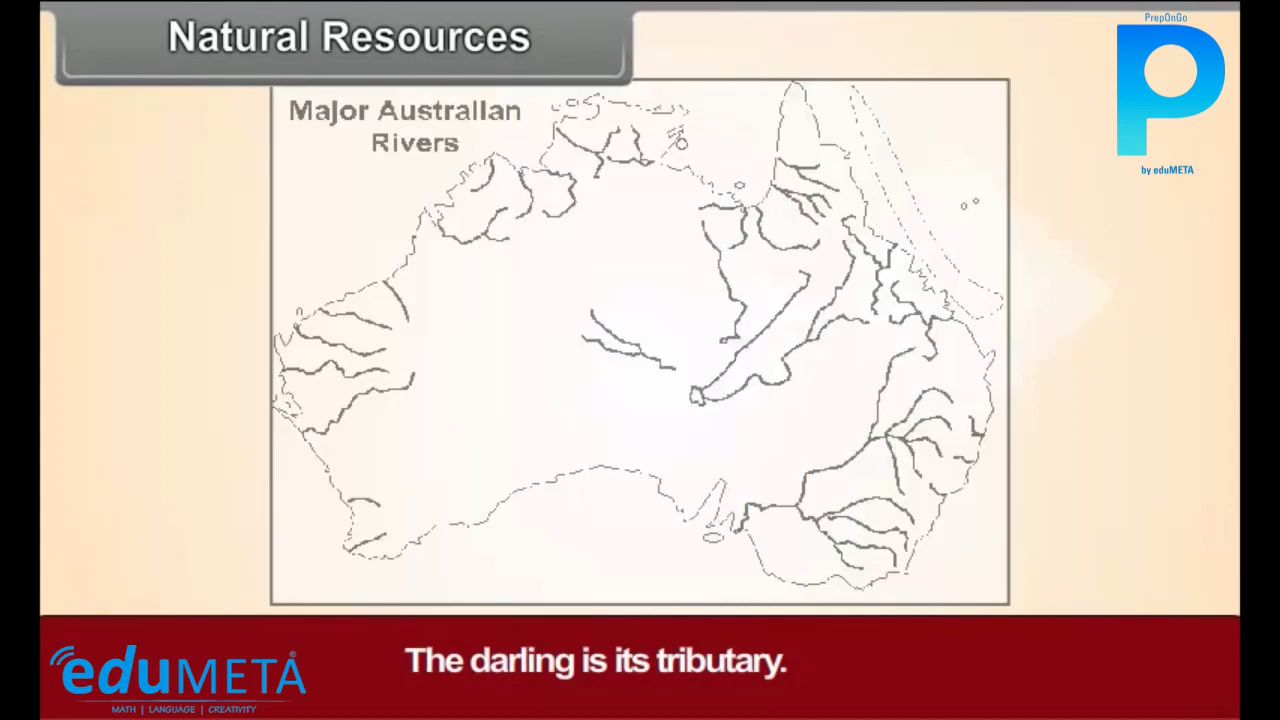 Natural Resources
PrepOnGo
P
by eduMETA
Major Australian
Rivers
The darling is its tributary.
eduMETA®
MATH | LANGUAGE | CREATIVITY